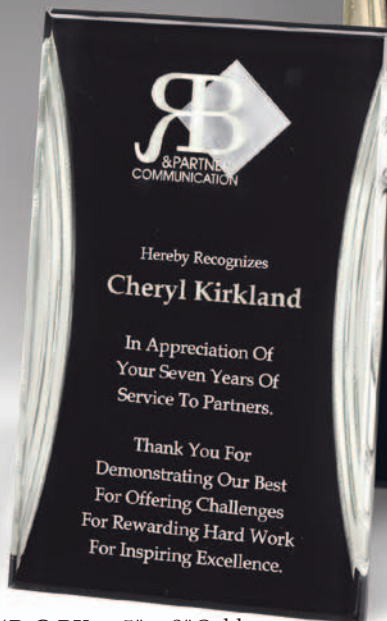 RB
&PARTNER
COMMUNICATION
Hereby Recognizes
Cheryl Kirkland
In Appreciation Of
Your Seven Years Of
Service To Partners.
Thank You For
Demonstrating Our Best
For Offering Challenges
For Rewarding Hard Work
For Inspiring Excellence.